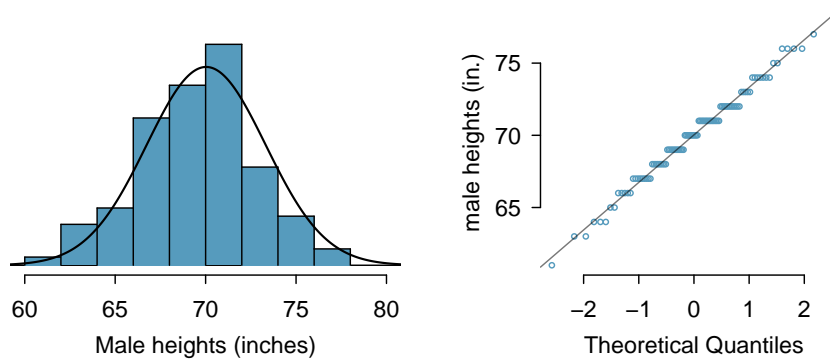 60 65 70 75 80
Male heights (inches)
75
70
65
male heights (in.)
−2 −1 0 1 2
Theoretical Quantiles